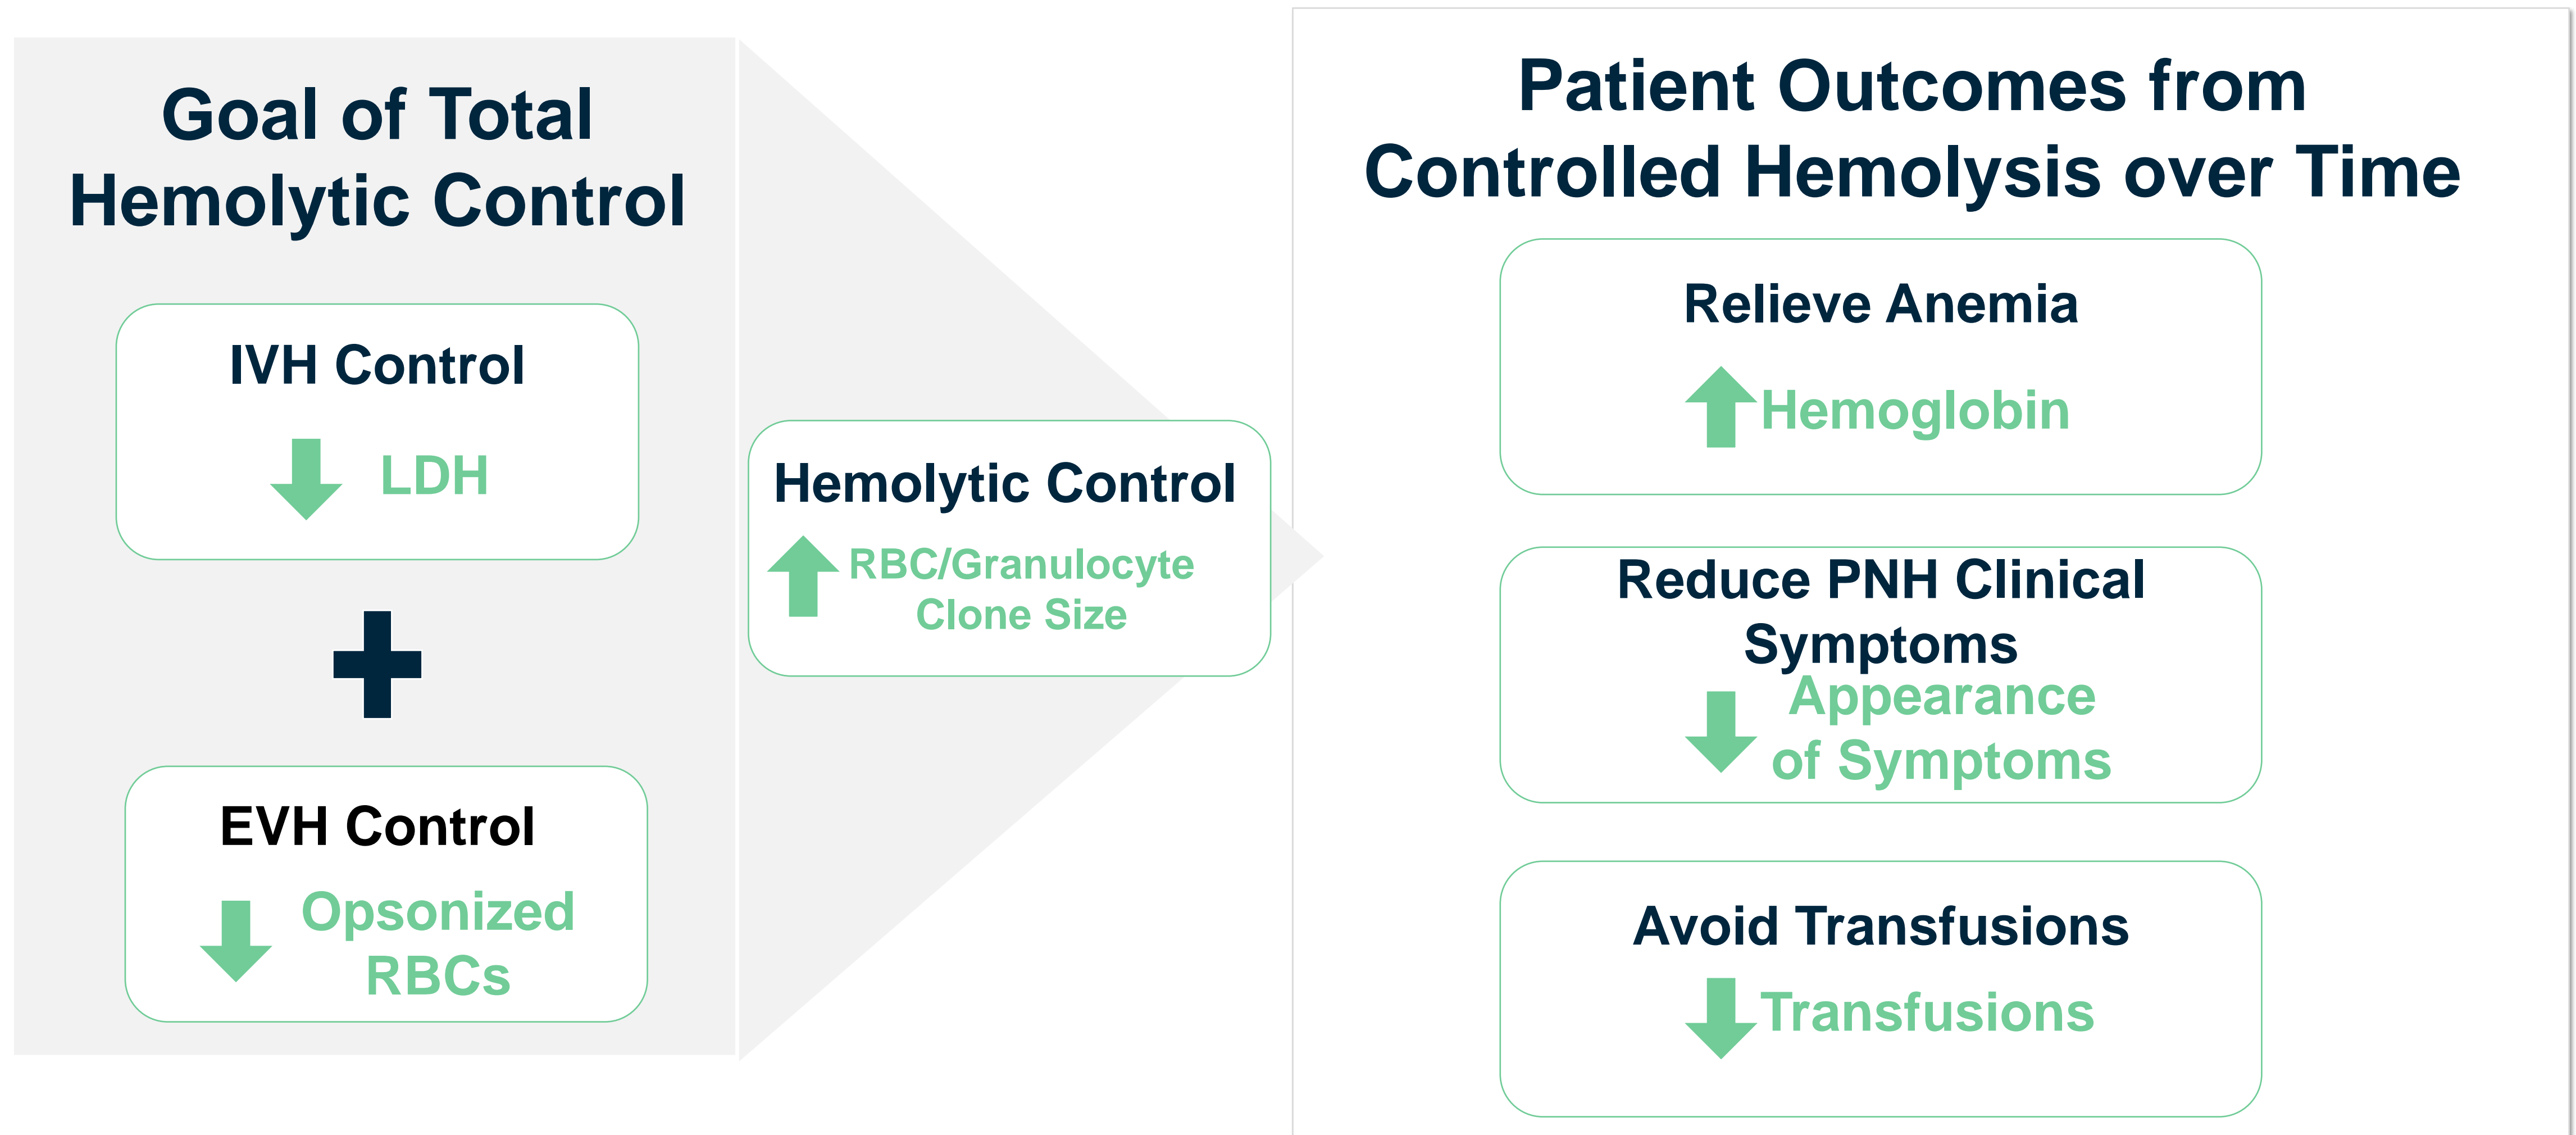 Goal of Total
Hemolytic Control
IVH Control
LDH
EVH Control
Opsonized
RBCs
Hemolytic Control
RBC/Granulocyte
Clone Size
Patient Outcomes from
Controlled Hemolysis over Time
Relieve Anemia
Hemoglobin
Reduce PNH Clinical
Symptoms
Appearance
of Symptoms
Avoid Transfusions
Transfusions